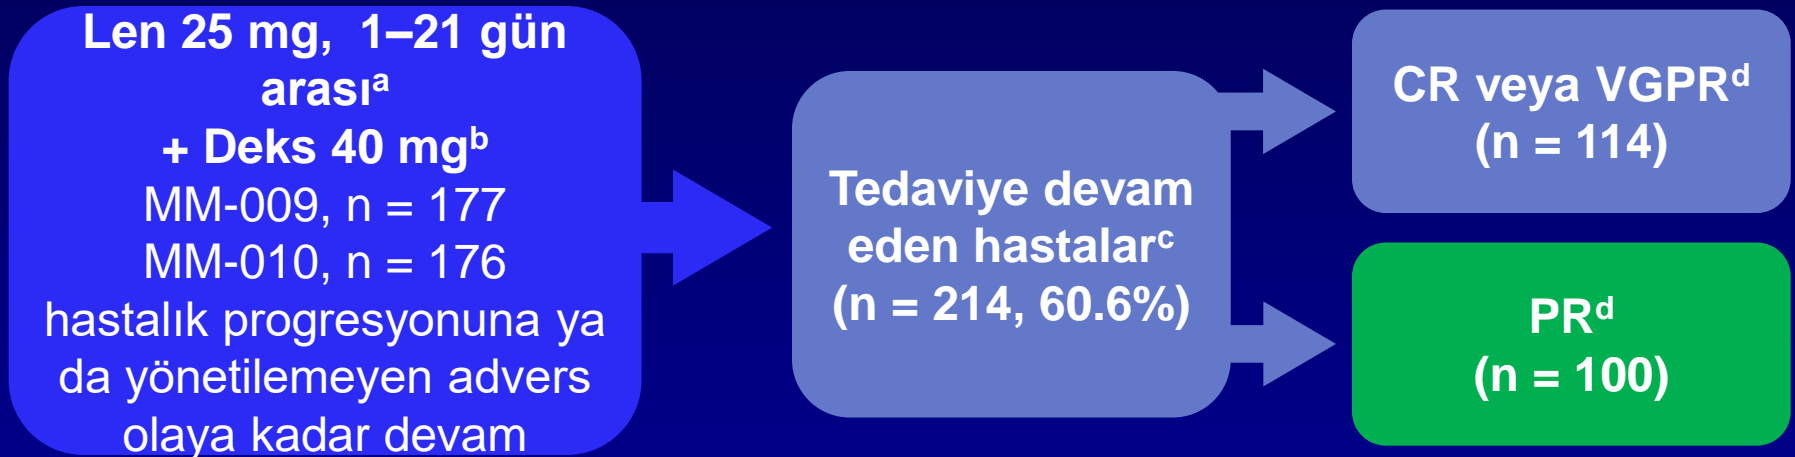 Len 25 mg, 1–21 gün
arasıᵃ
+ Deks 40 mgᵇ
MM-009, n = 177
MM-010, n = 176
hastalık progresyonuna ya
da yönetilemeyen advers
olaya kadar devam
Tedaviye devam
eden hastalarᶜ
(n = 214, 60.6%)
CR veya VGPRᵈ
(n = 114)
PRᵈ
(n = 100)